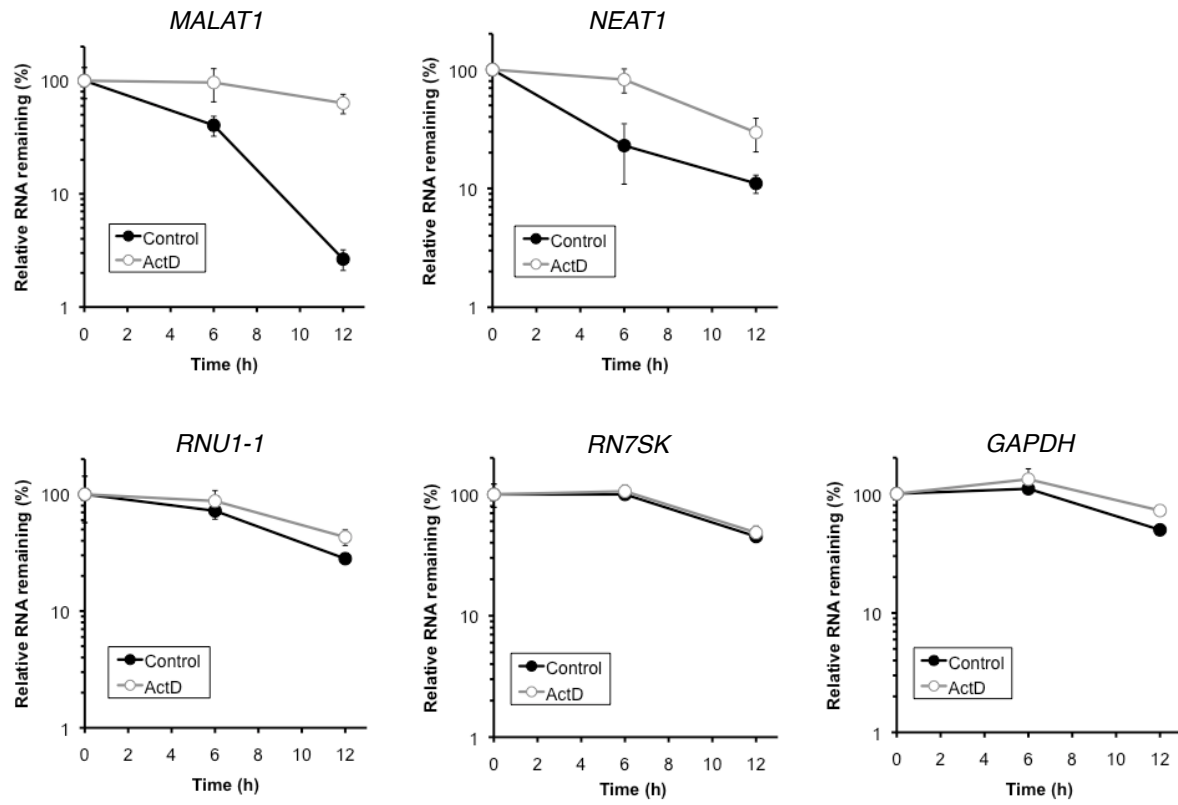 MALAT1
Relative RNA remaining (%)
100
10
1
Control
ActD
0 2 4 6 8 10 12
Time (h)
NEAT1
Relative RNA remaining (%)
100
10
1
Control
ActD
0 2 4 6 8 10 12
Time (h)
RNU1-1
Relative RNA remaining (%)
100
10
1
Control
ActD
0 2 4 6 8 10 12
Time (h)
RN7SK
Relative RNA remaining (%)
100
10
1
Control
ActD
0 2 4 6 8 10 12
Time (h)
GAPDH
Relative RNA remaining (%)
100
10
1
Control
ActD
0 2 4 6 8 10 12
Time (h)